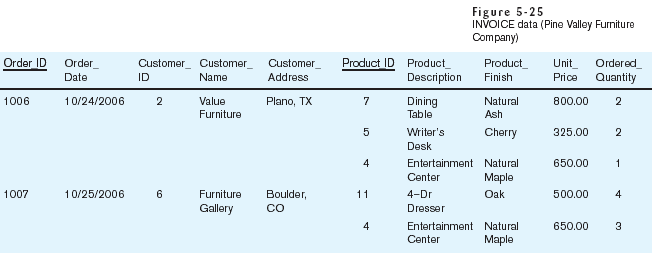 Figure 5-25
INVOICE data (Pine Valley Furniture
Company)
Order_ID Order_ Customer_ Customer_ Customer_ Product_ID Product_ Product_ Unit_ Ordered_
Date ID Name Address Description Finish Price Quantity
1006 10/24/2006 2 Value Plano, TX 7 Dining Natural 800.00 2
Furniture Table Ash
5 Writer's Cherry 325.00 2
Desk
4 Entertainment Natural 650.00 1
Center Maple
1007 10/25/2006 6 Furniture Boulder, 11 4–Dr Oak 500.00 4
Gallery CO Dresser
4 Entertainment Natural 650.00 3
Center Maple